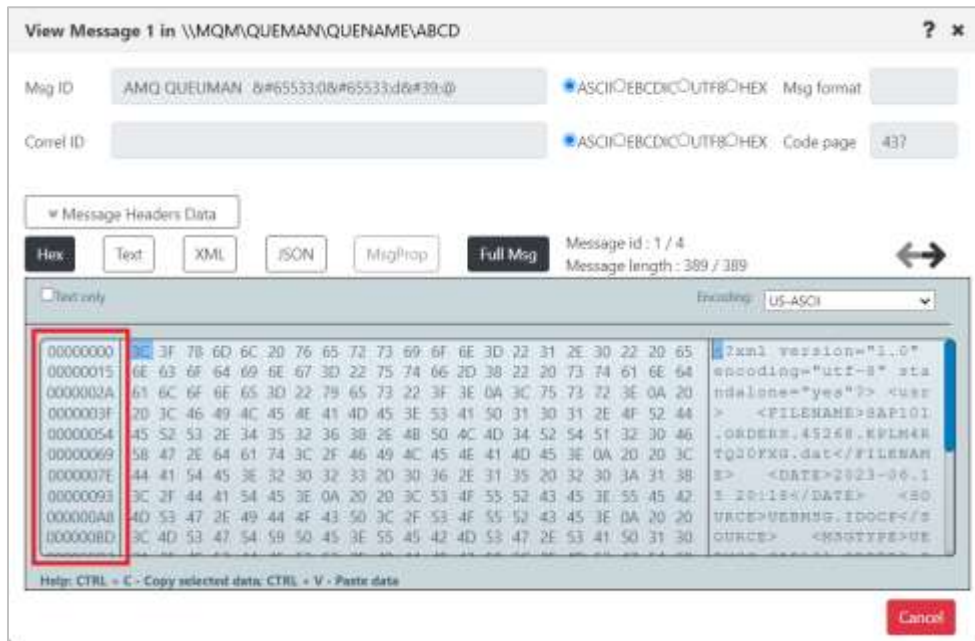 View Message 1 in \\MQM\QUEMAN\QUENAME\ABCD ? ×
Msg ID AMQ QUEUMAN &#65533;0&#65533;d&#39;@ ASCII EBCDIC UTF8 HEX Msg format
Correl ID ASCII EBCDIC UTF8 HEX Code page 437
Message Headers Data
Hex Text XML JSON MsgProp Full Msg Message id : 1 / 4
Message length : 389 / 389
Text only Encoding: US-ASCII
00000000 3C 3F 78 6D 6C 20 76 65 72 73 69 6F 6E 3D 22 31 2E 30 22 20 65 <?xml version="1.0"
00000015 6E 63 6F 64 69 6E 67 3D 22 75 74 66 2D 38 22 20 73 74 61 6E 64 encoding="utf-8" sta
0000002A 61 6C 6F 6E 65 3D 22 79 65 73 22 3F 3E 0A 3C 75 73 72 3E 0A 20 ndalone="yes"?> <usr
0000003F 20 3C 46 49 4C 45 4E 41 4D 45 3E 53 41 50 31 30 31 2E 4F 52 44 > <FILENAME>SAP101
00000054 45 52 53 2E 34 35 32 36 38 2E 4B 50 4C 4D 34 52 54 51 32 30 46 .ORDERS.45268.KPLM4R
00000069 58 47 2E 64 61 74 3C 2F 46 49 4C 45 4E 41 4D 45 3E 0A 20 20 3C TQ20FXG.dat</FILENAM
0000007E 44 41 54 45 3E 32 30 32 33 2D 30 36 2E 31 35 20 32 30 3A 31 38 E> <DATE>2023-06.1
00000093 3C 2F 44 41 54 45 3E 0A 20 20 3C 53 4F 55 52 43 45 3E 55 45 42 5 20:18</DATE> <SO
000000A8 4D 53 47 2E 49 44 4F 43 50 3C 2F 53 4F 55 52 43 45 3E 0A 20 20 URCE>UEBMSG.IDOCP</S
000000BD 3C 4D 53 47 54 59 50 45 3E 55 45 42 4D 53 47 2E 53 41 50 31 30 OURCE> <MSGTYPE>UE
Help: CTRL + C - Copy selected data; CTRL + V - Paste data
Cancel